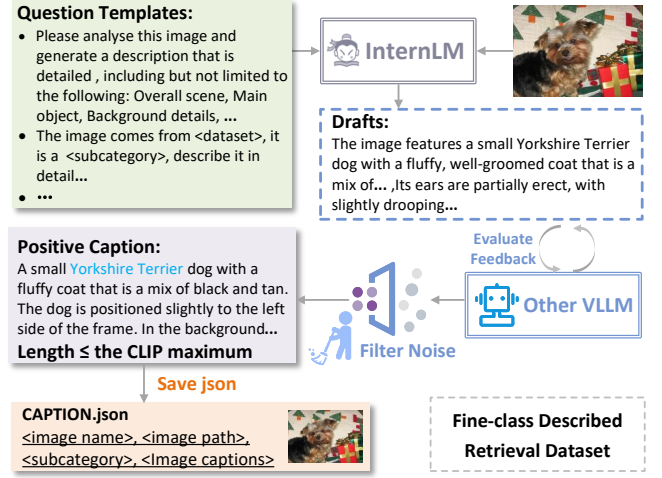 Question Templates:
• Please analyse this image and
generate a description that is
detailed , including but not limited to
the following: Overall scene, Main
object, Background details, ...
• The image comes from <dataset>, it
is a <subcategory>, describe it in
detail...
• ...
InternLM
Drafts:
The image features a small Yorkshire Terrier
dog with a fluffy, well-groomed coat that is a
mix of... ,Its ears are partially erect, with
slightly drooping...
Evaluate
Feedback
Other VLLM
Filter Noise
Positive Caption:
A small Yorkshire Terrier dog with a
fluffy coat that is a mix of black and tan.
The dog is positioned slightly to the left
side of the frame. In the background...
Length ≤ the CLIP maximum
Save json
CAPTION.json
<image name>, <image path>,
<subcategory>, <Image captions>
Fine-class Described
Retrieval Dataset